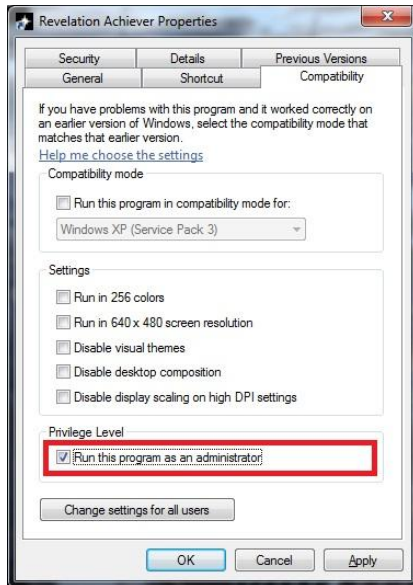 Revelation Achiever Properties
Security Details Previous Versions
General Shortcut Compatibility
If you have problems with this program and it worked correctly on
an earlier version of Windows, select the compatibility mode that
matches that earlier version.
Help me choose the settings
Compatibility mode
Run this program in compatibility mode for:
Windows XP (Service Pack 3)
Settings
Run in 256 colors
Run in 640 x 480 screen resolution
Disable visual themes
Disable desktop composition
Disable display scaling on high DPI settings
Privilege Level
Run this program as an administrator
Change settings for all users
OK Cancel Apply